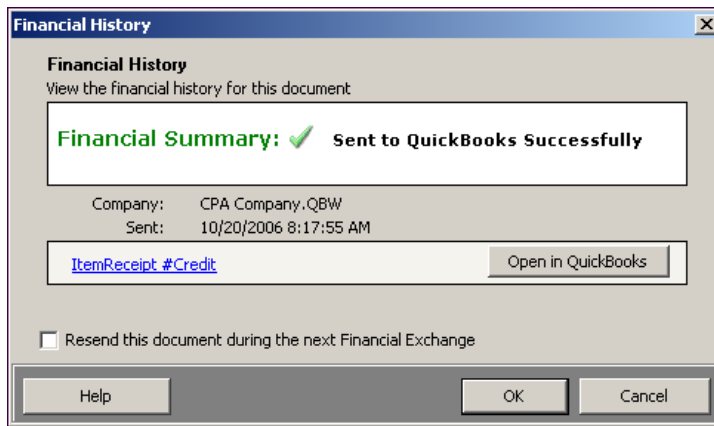 Financial History
Financial History
View the financial history for this document
Financial Summary: Sent to QuickBooks Successfully
Company: CPA Company.QBW
Sent: 10/20/2006 8:17:55 AM
ItemReceipt #Credit Open in QuickBooks
Resend this document during the next Financial Exchange
Help OK Cancel